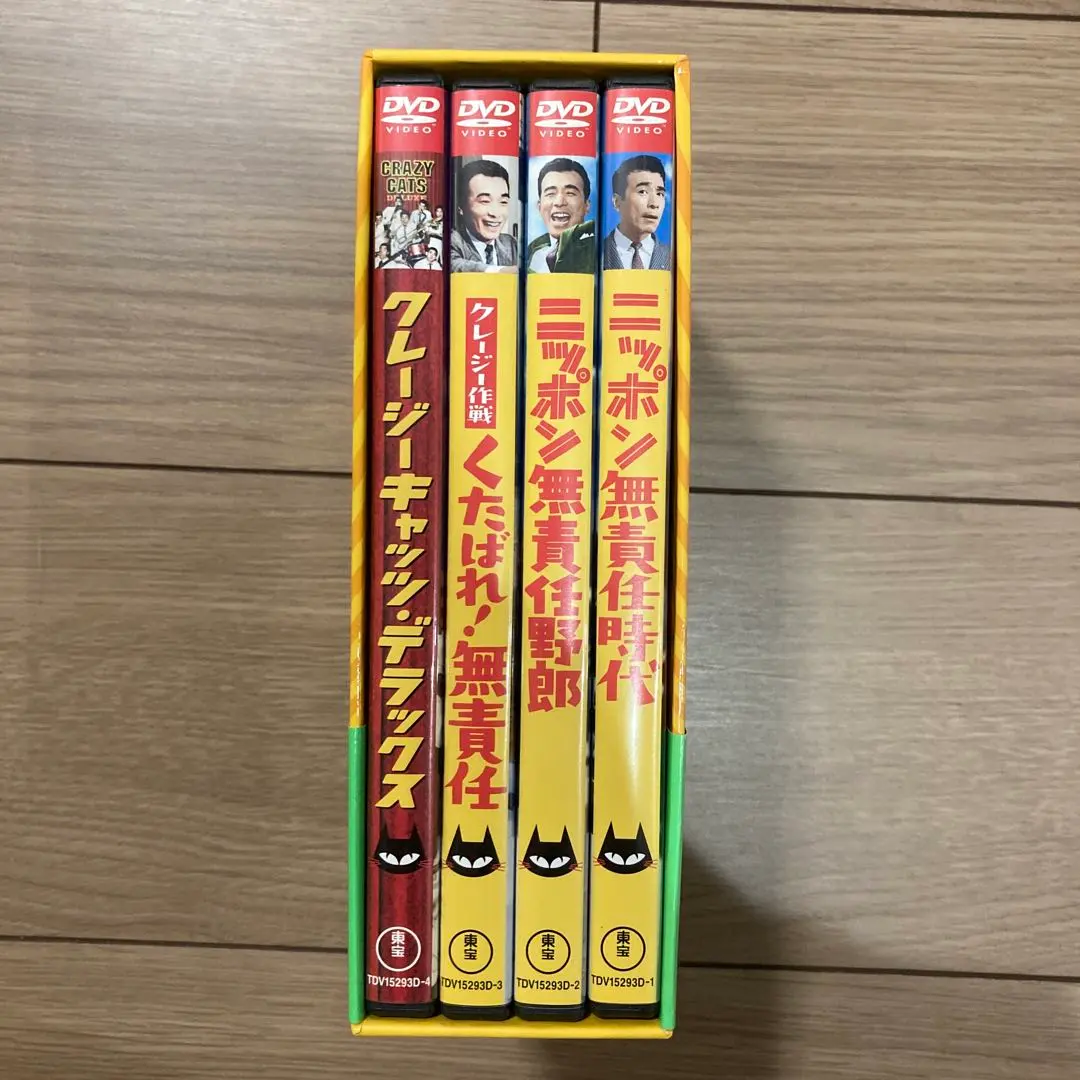 DVD
VIDEO
CRAZY
CATS
DELUXE
クレージーキャッツ・デラックス
東宝
TDV15293D-4
DVD
VIDEO
クレージー作戦
くたばれ!無責任
東宝
TDV15293D-3
DVD
VIDEO
ニッポン無責任野郎
東宝
TDV15293D-2
DVD
VIDEO
ニッポン無責任時代
東宝
TDV15293D-1